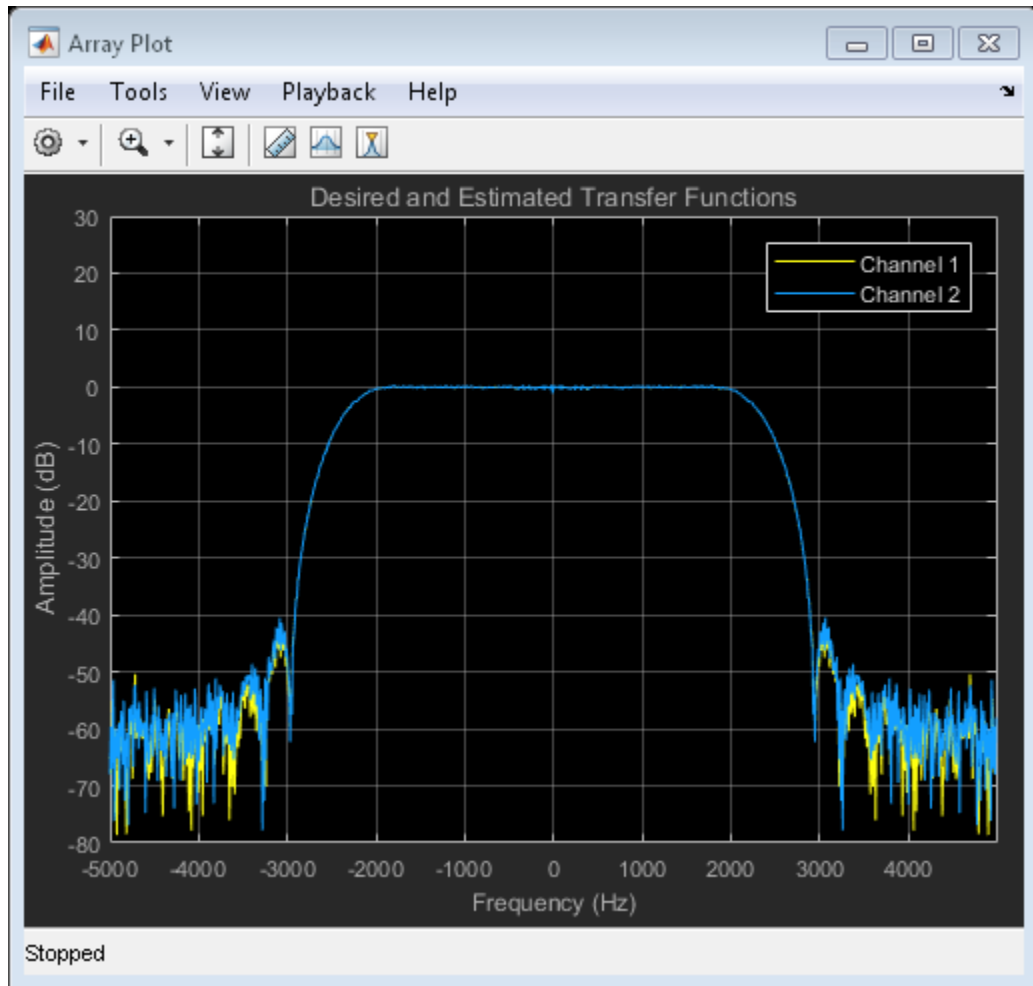 Array Plot
File Tools View Playback Help
Desired and Estimated Transfer Functions
30
20
10
0
-10
-20
-30
-40
-50
-60
-70
-80
Amplitude (dB)
Channel 1
Channel 2
-5000 -4000 -3000 -2000 -1000 0 1000 2000 3000 4000
Frequency (Hz)
Stopped